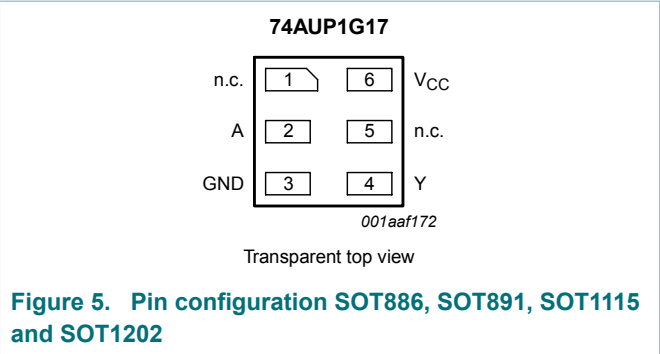 74AUP1G17
n.c. 1 6 VCC
A 2 5 n.c.
GND 3 4 Y
001aaf172
Transparent top view
Figure 5. Pin configuration SOT886, SOT891, SOT1115
and SOT1202